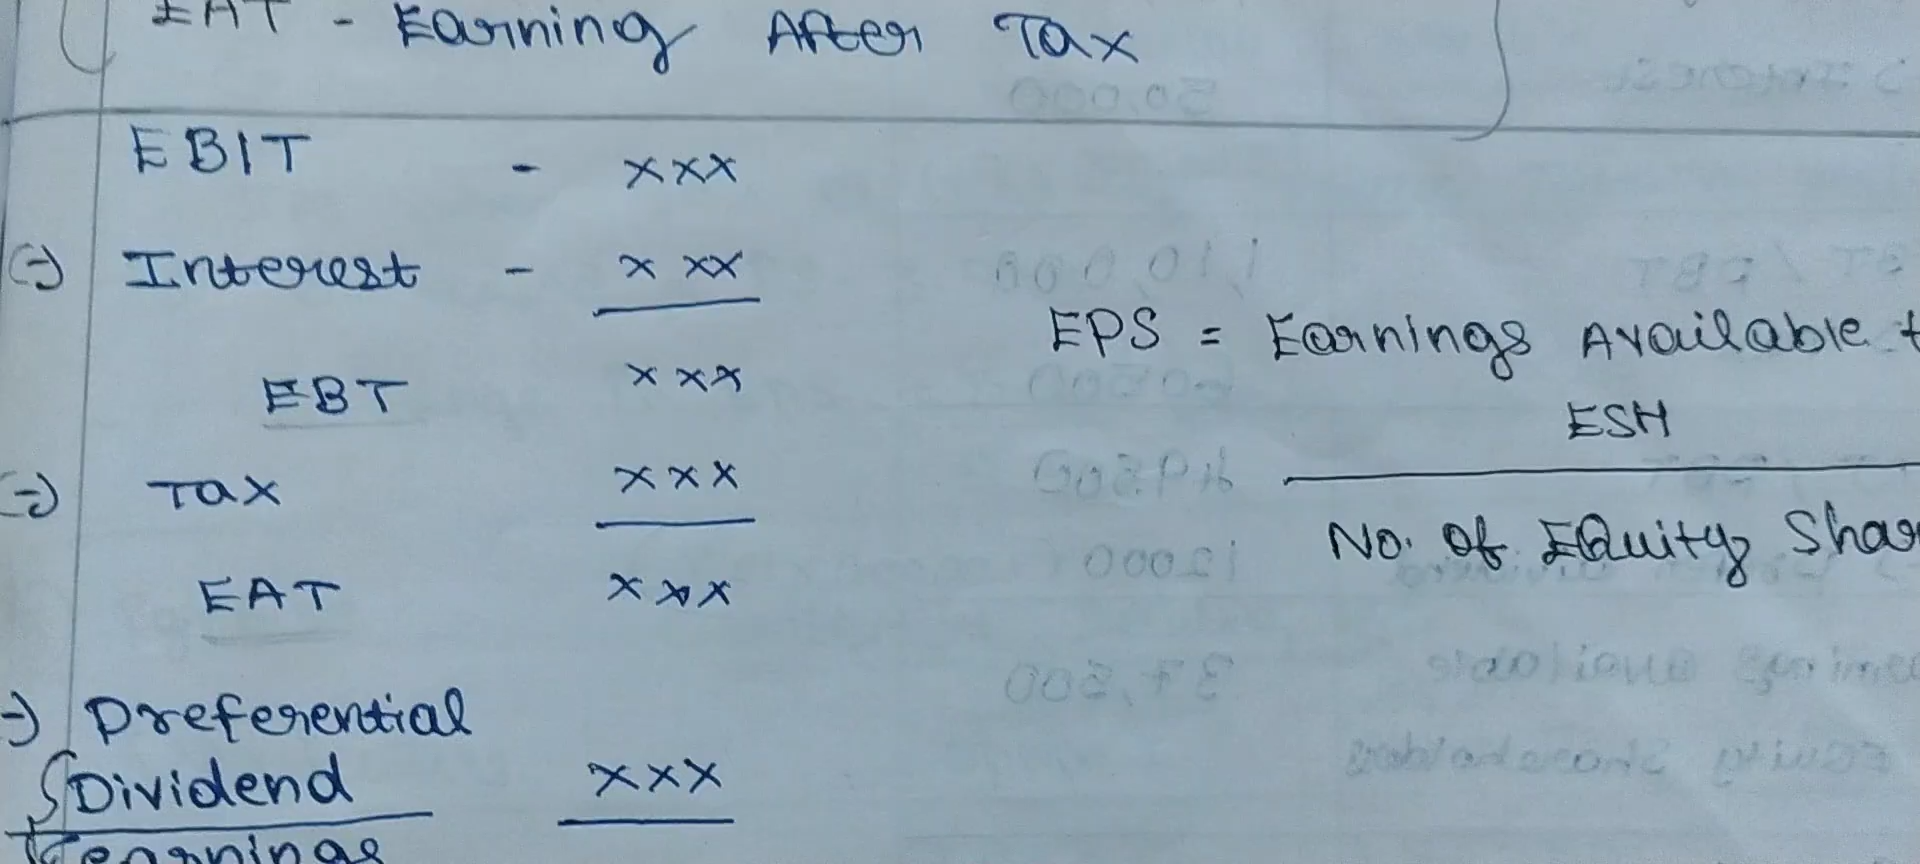 EAT - Earning After Tax
EBIT - xxx
(-) Interest - xxx
EBT xxx
(-) Tax xxx
EAT xxx
-) Preferential
Dividend xxx
Earnings
EPS = Earnings Available
ESH
No. of EQuity